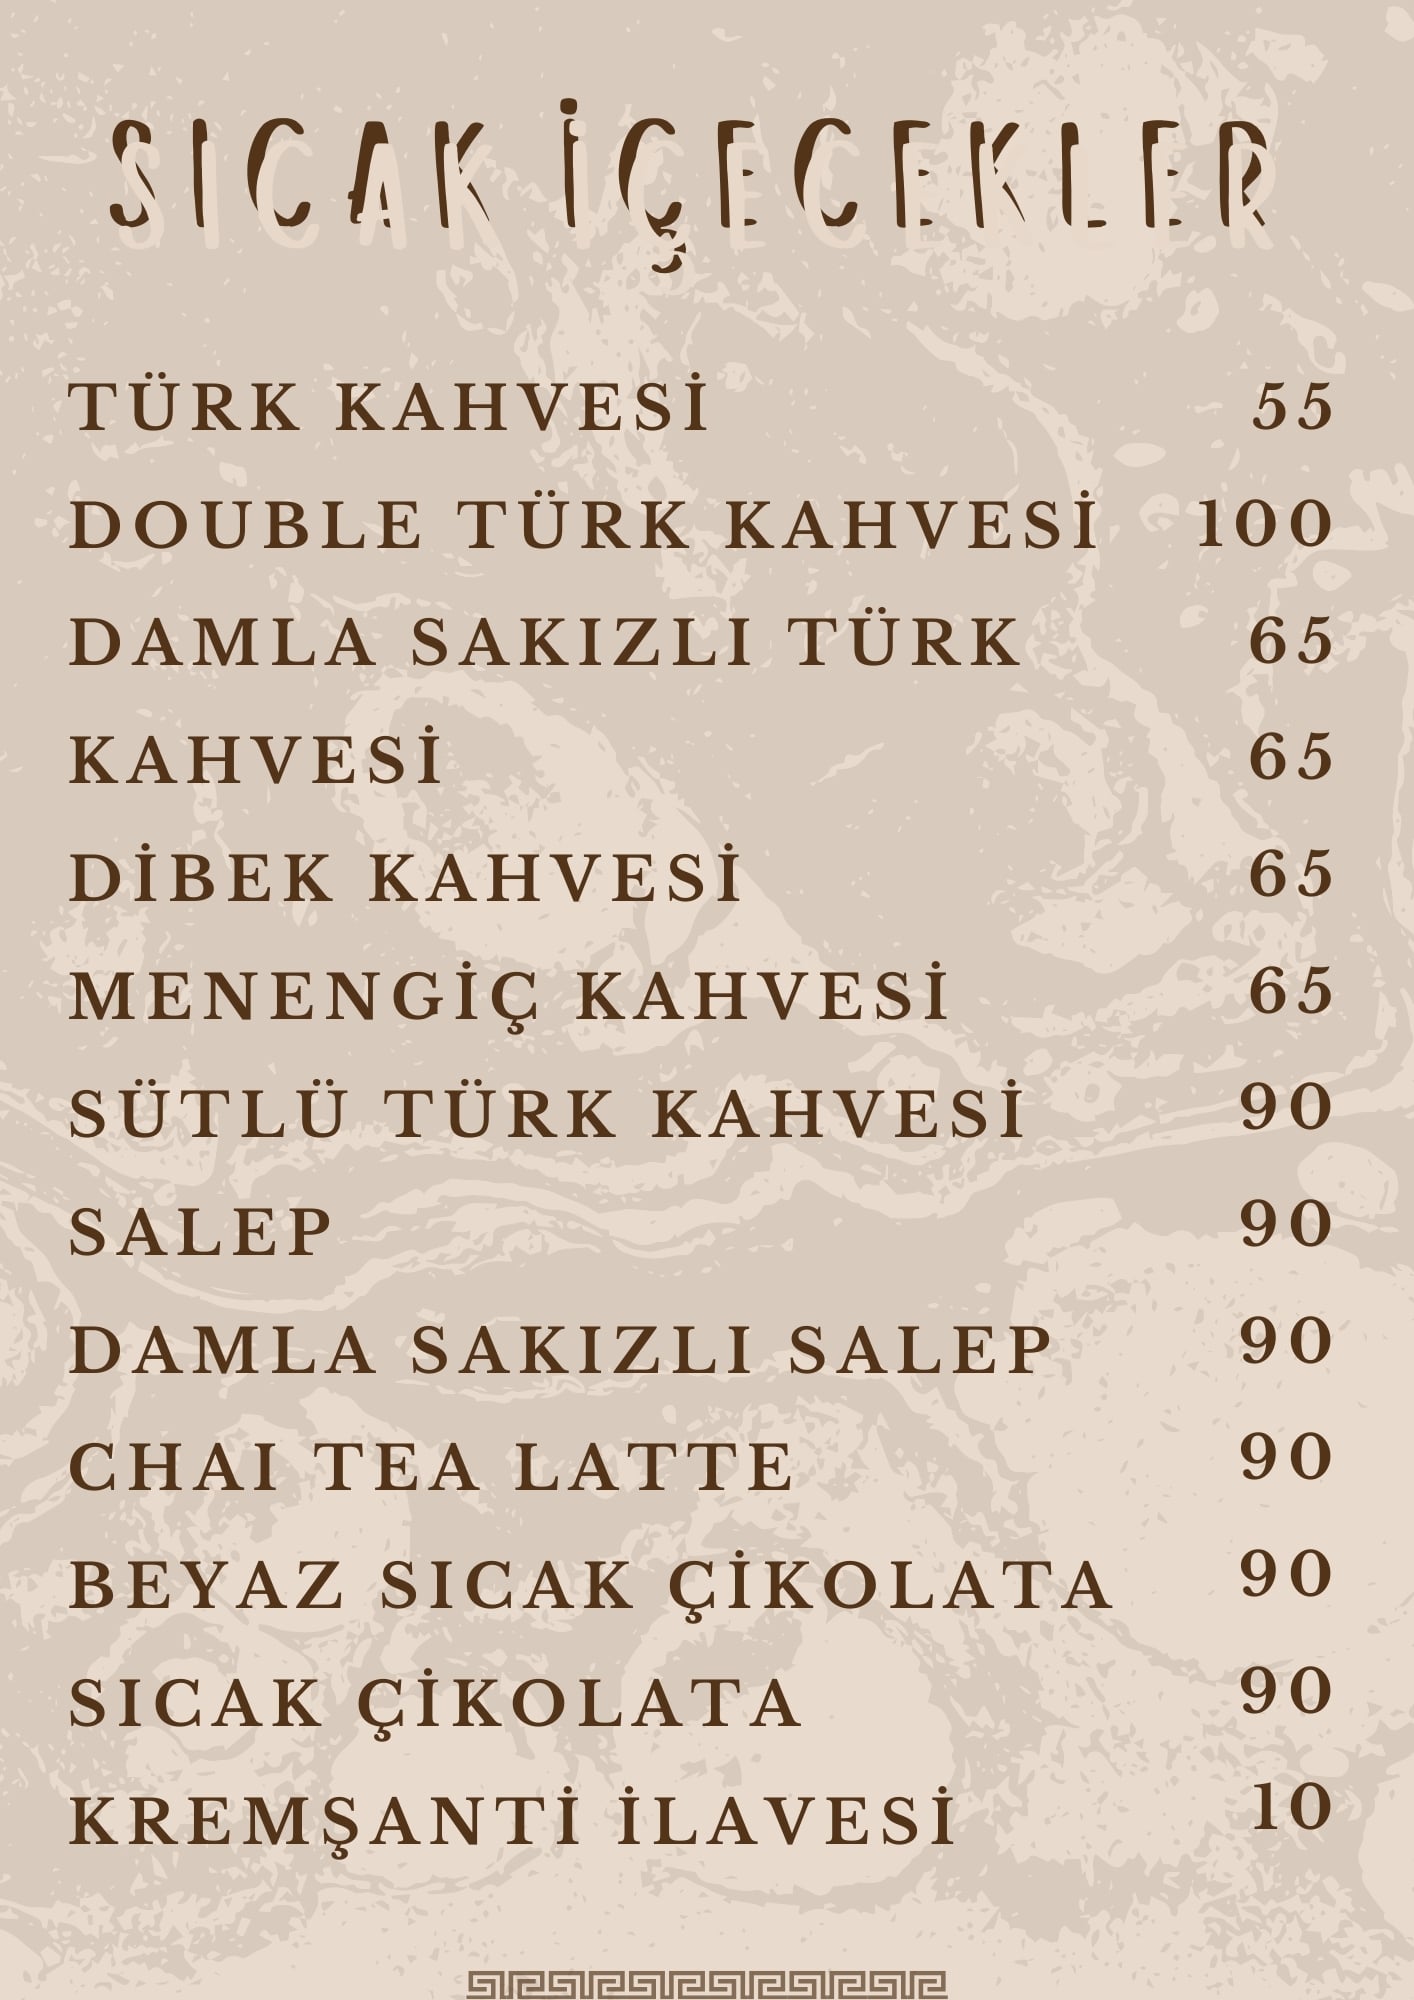 SICAK İÇECEKLER
TÜRK KAHVESİ 55
DOUBLE TÜRK KAHVESİ 100
DAMLA SAKIZLI TÜRK 65
KAHVESİ 65
DİBEK KAHVESİ 65
MENENGİÇ KAHVESİ 65
SÜTLÜ TÜRK KAHVESİ 90
SALEP 90
DAMLA SAKIZLI SALEP 90
CHAI TEA LATTE 90
BEYAZ SICAK ÇİKOLATA 90
SICAK ÇİKOLATA 90
KREMŞANTİ İLAVESİ 10